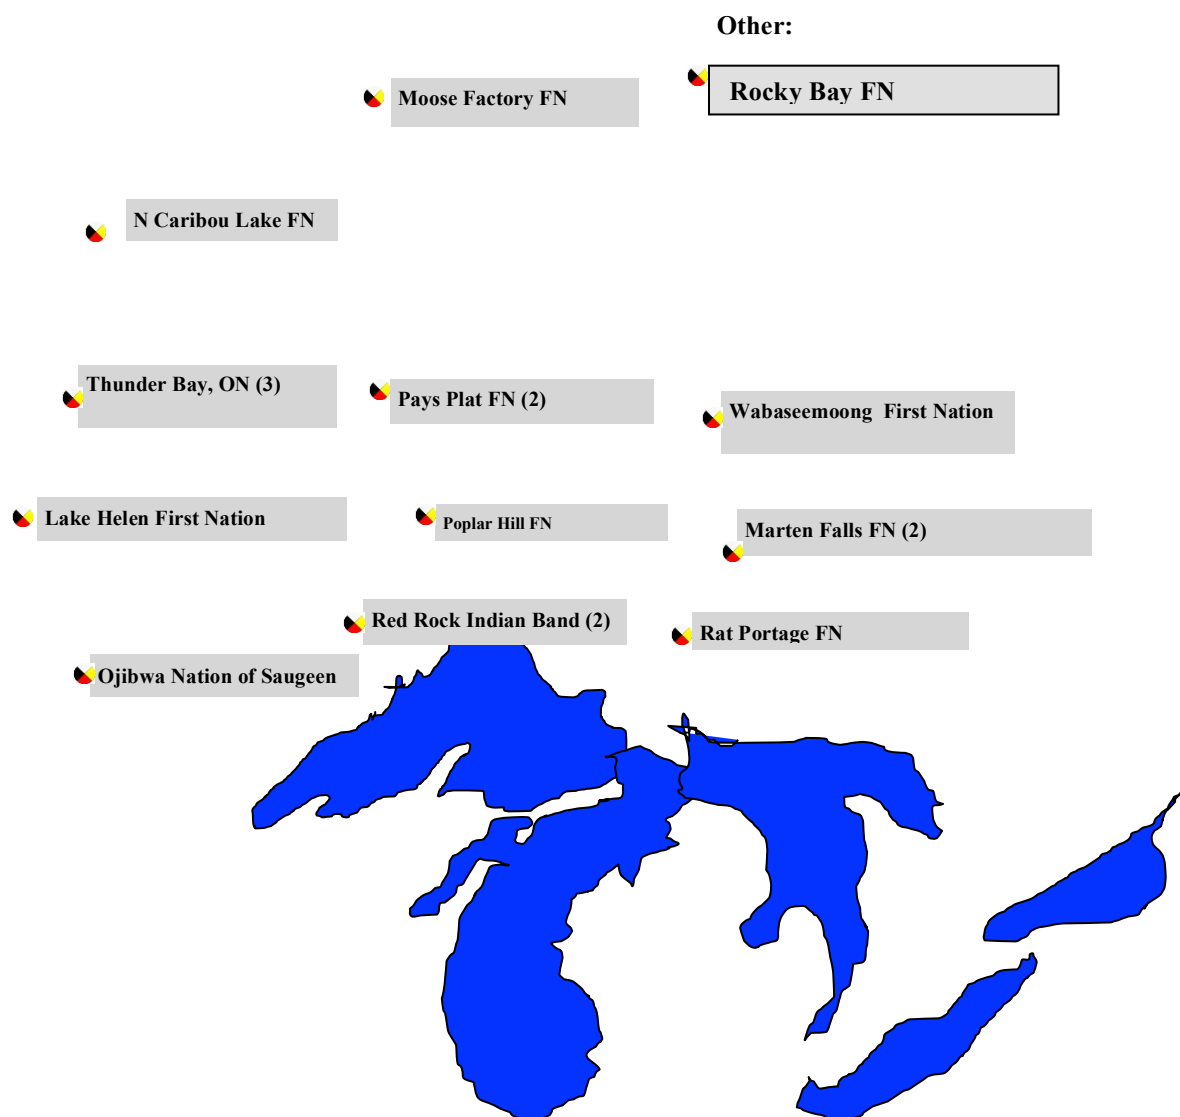 Other:
Rocky Bay FN
Moose Factory FN
N Caribou Lake FN
Thunder Bay, ON (3)
Pays Plat FN (2)
Wabaseemoong  First Nation
Lake Helen First Nation
Poplar Hill FN
Marten Falls FN (2)
Red Rock Indian Band (2)
Rat Portage FN
Ojibwa Nation of Saugeen